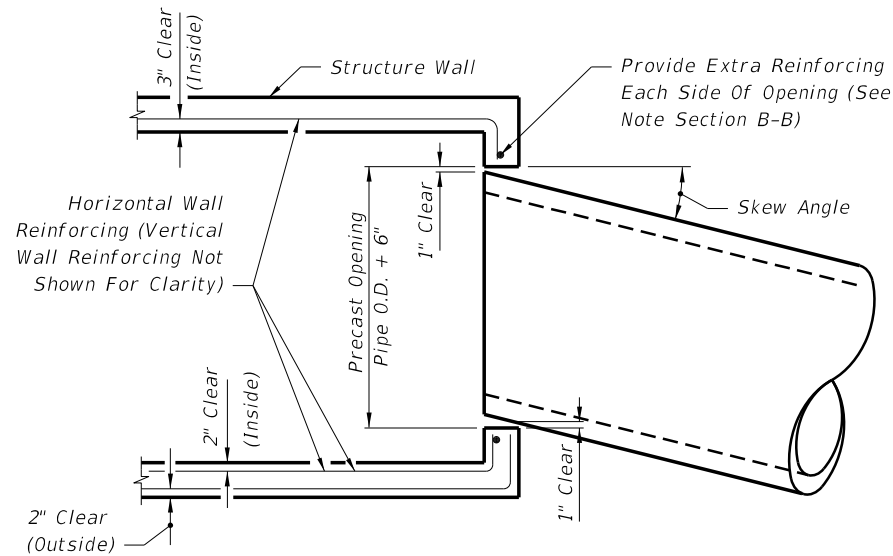 3" Clear
(Inside)
Structure Wall
Provide Extra Reinforcing
Each Side Of Opening (See
Note Section B-B)
Horizontal Wall
Reinforcing (Vertical
Wall Reinforcing Not
Shown For Clarity)
1" Clear
Skew Angle
Precast Opening
Pipe O.D. + 6"
2" Clear
(Inside)
1" Clear
2" Clear
(Outside)